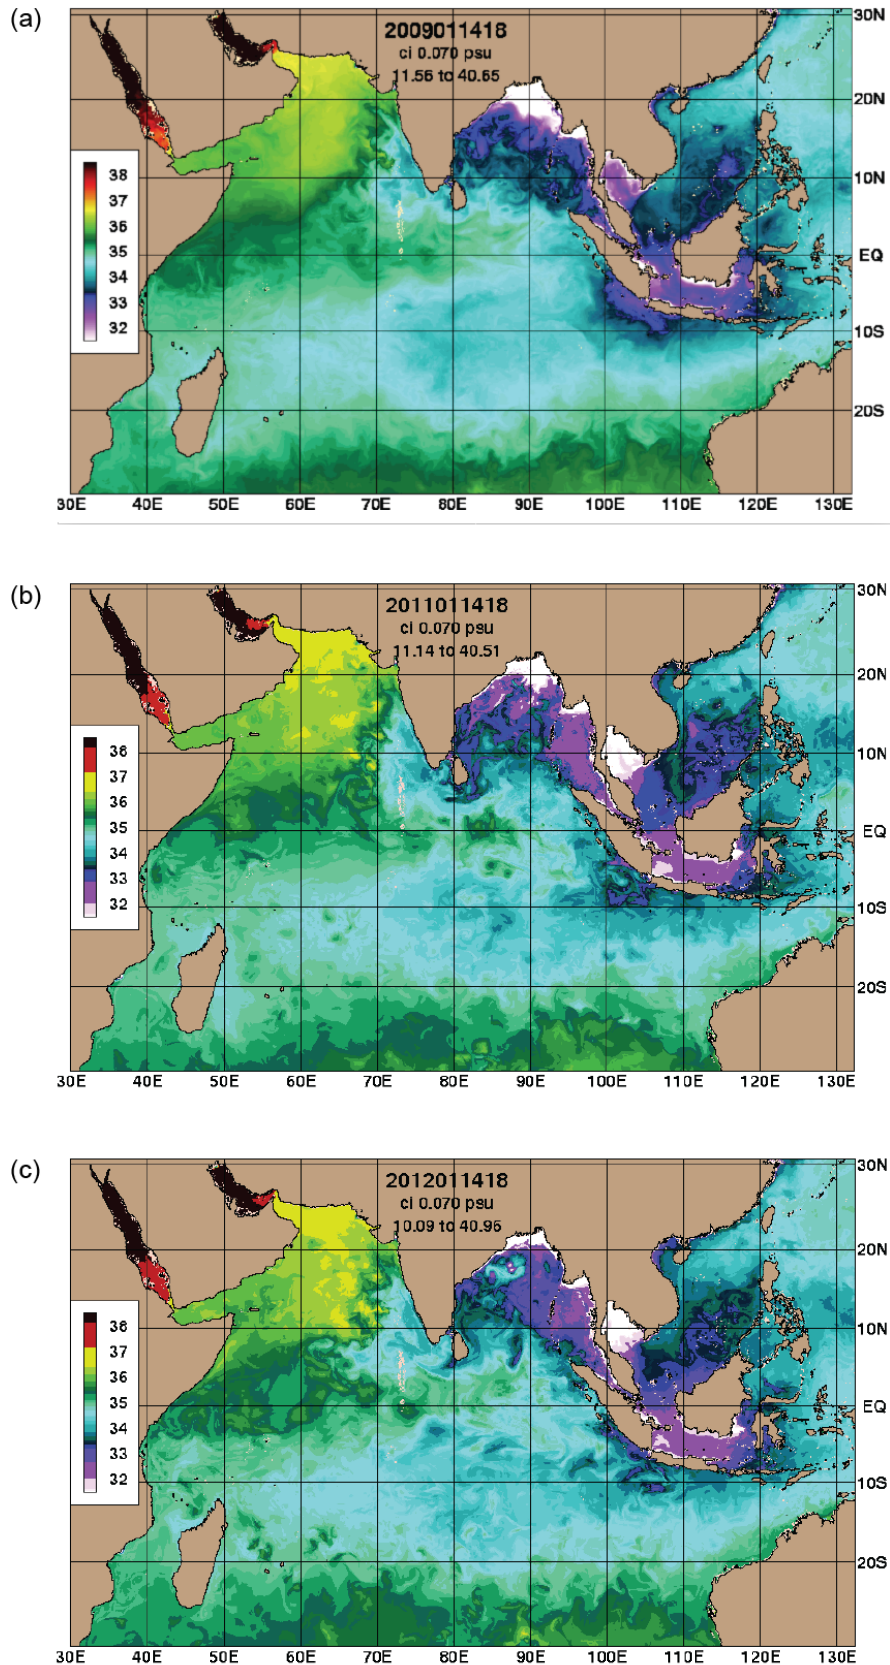 (a)
2009011418
ci 0.070 psu
11.56 to 40.65
30N
20N
10N
EQ
10S
20S
38
37
36
35
34
33
32
30E 40E 50E 60E 70E 80E 90E 100E 110E 120E 130E
(b)
2011011418
ci 0.070 psu
11.14 to 40.51
30N
20N
10N
EQ
10S
20S
38
37
36
35
34
33
32
30E 40E 50E 60E 70E 80E 90E 100E 110E 120E 130E
(c)
2012011418
ci 0.070 psu
10.09 to 40.96
30N
20N
10N
EQ
10S
20S
38
37
36
35
34
33
32
30E 40E 50E 60E 70E 80E 90E 100E 110E 120E 130E